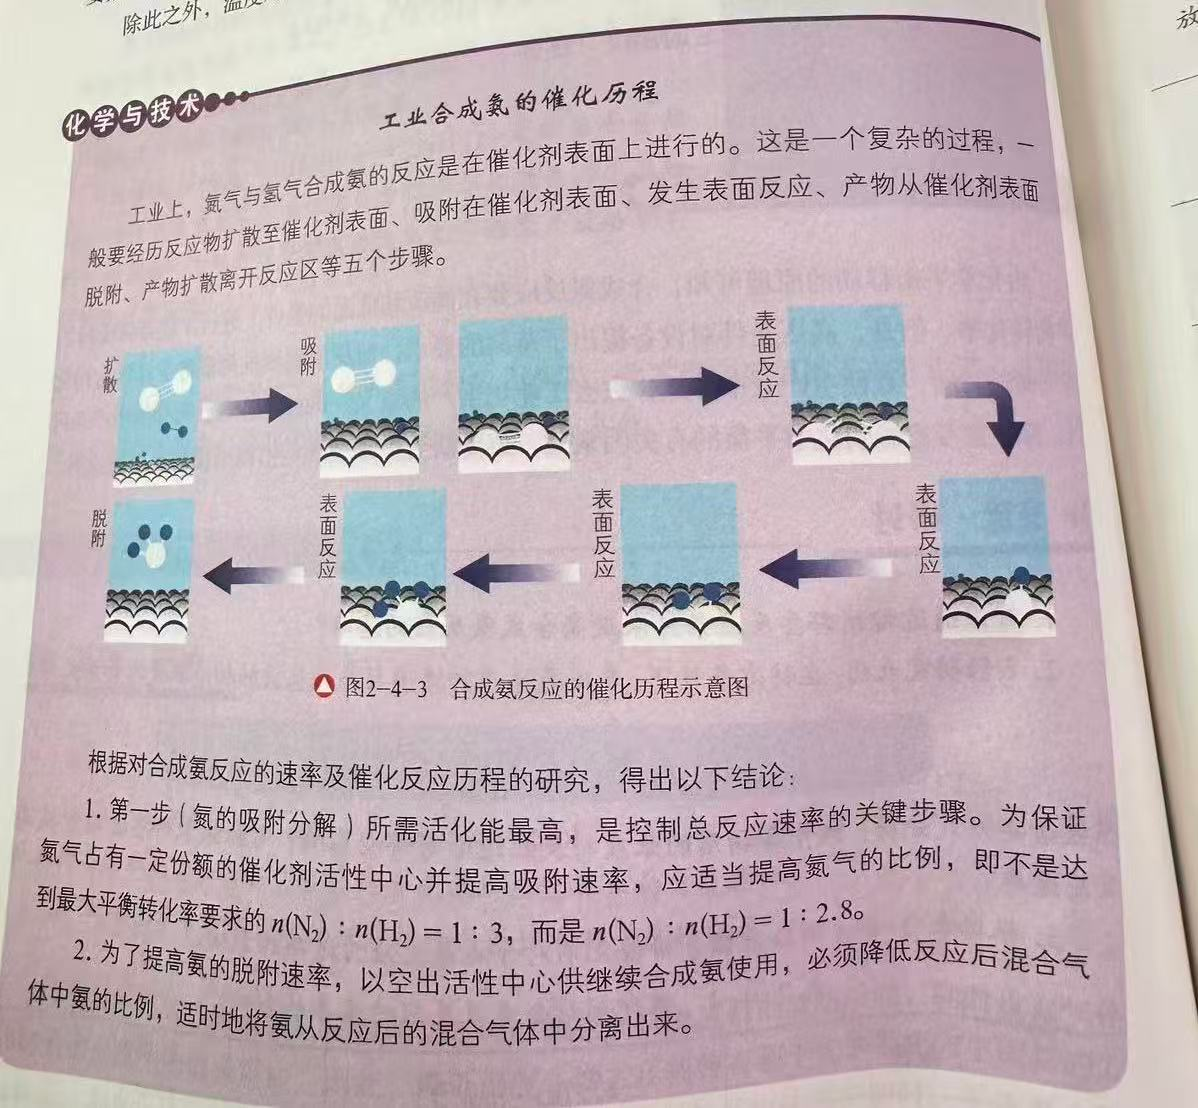 除此之外，温度
放
化学与技术
工业合成氨的催化历程
工业上，氮气与氢气合成氨的反应是在催化剂表面上进行的。这是一个复杂的过程，一
般要经历反应物扩散至催化剂表面、吸附在催化剂表面、发生表面反应、产物从催化剂表面
脱附、产物扩散离开反应区等五个步骤。
扩散
吸附
表面反应
脱附
表面反应
表面反应
表面反应
图2-4-3 合成氨反应的催化历程示意图
根据对合成氨反应的速率及催化反应历程的研究，得出以下结论：
1. 第一步（氮的吸附分解）所需活化能最高，是控制总反应速率的关键步骤。为保证
氮气占有一定份额的催化剂活性中心并提高吸附速率，应适当提高氮气的比例，即不是达
到最大平衡转化率要求的 n(N₂)：n(H₂) = 1：3，而是 n(N₂)：n(H₂) = 1：2.8。
2. 为了提高氨的脱附速率，以空出活性中心供继续合成氨使用，必须降低反应后混合气
体中氨的比例，适时地将氨从反应后的混合气体中分离出来。